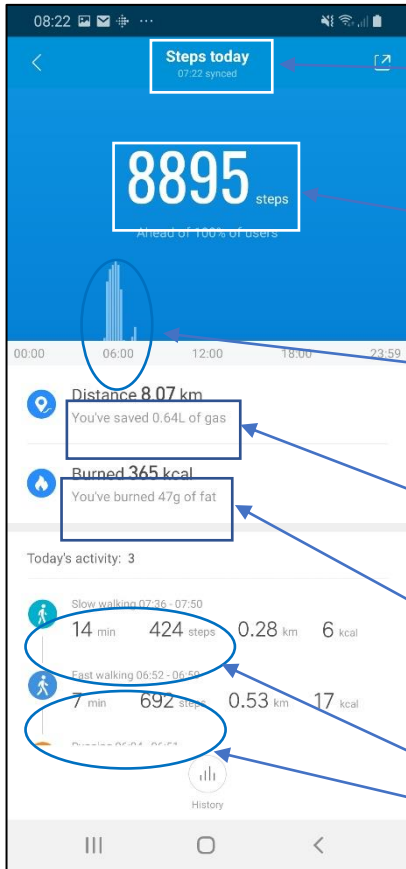 08:22
Steps today
07:22 synced
8895 steps
Ahead of 100% of users
00:00 06:00 12:00 18:00 23:59
Distance 8.07 km
You've saved 0.64L of gas
Burned 365 kcal
You've burned 47g of fat
Today's activity: 3
Slow walking 07:36 - 07:50
14 min 424 steps 0.28 km 6 kcal
Fast walking 06:52 - 06:59
7 min 692 steps 0.53 km 17 kcal
Running 06:04 - 06:51
History